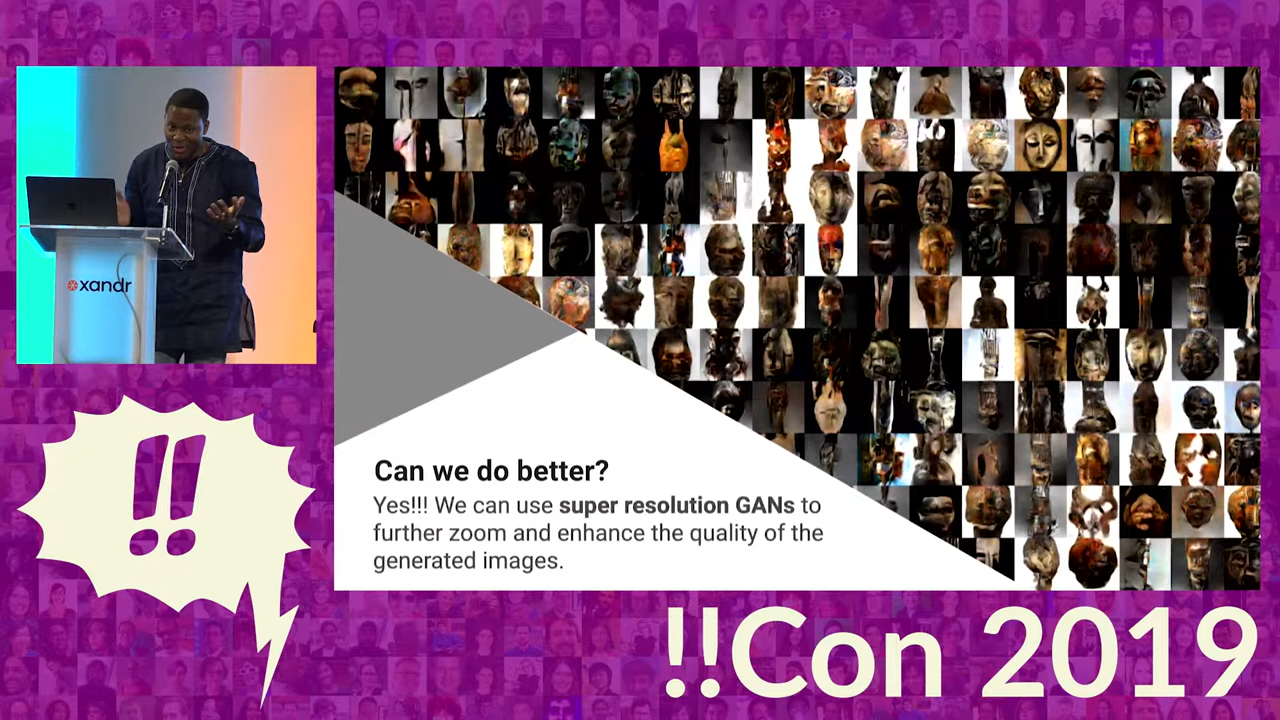 xandr
Can we do better?
Yes!!! We can use super resolution GANs to
further zoom and enhance the quality of the
generated images.
!!
!!Con 2019